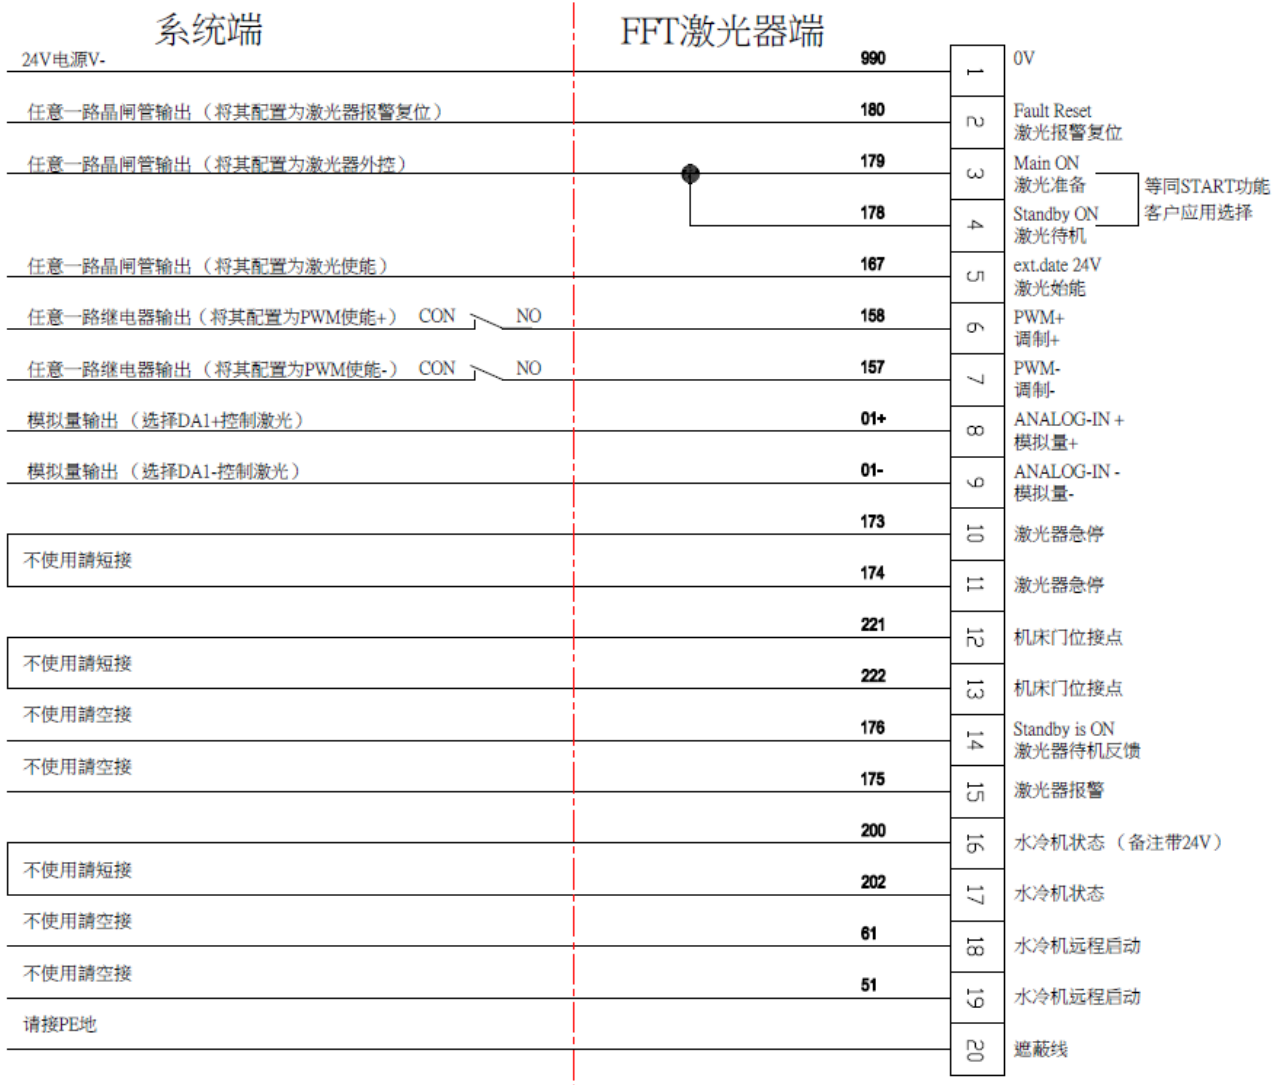 系统端
FFT激光器端
24V电源V-
990
1
0V
任意一路晶闸管输出（将其配置为激光器报警复位）
180
2
Fault Reset
激光报警复位
任意一路晶闸管输出（将其配置为激光器外控）
179
3
Main ON
激光准备
等同START功能
客户应用选择
178
4
Standby ON
激光待机
任意一路晶闸管输出（将其配置为激光使能）
167
5
ext.date 24V
激光始能
任意一路继电器输出（将其配置为PWM使能+） CON NO
158
6
PWM+
调制+
任意一路继电器输出（将其配置为PWM使能-） CON NO
157
7
PWM-
调制-
模拟量输出（选择DA1+控制激光）
01+
8
ANALOG-IN +
模拟量+
模拟量输出（选择DA1-控制激光）
01-
9
ANALOG-IN -
模拟量-
173
10
激光器急停
不使用請短接
174
11
激光器急停
221
12
机床门位接点
不使用請短接
222
13
机床门位接点
不使用請空接
176
14
Standby is ON
激光器待机反馈
不使用請空接
175
15
激光器报警
200
16
水冷机状态（备注带24V）
不使用請短接
202
17
水冷机状态
不使用請空接
61
18
水冷机远程启动
不使用請空接
51
19
水冷机远程启动
请接PE地
20
遮蔽线